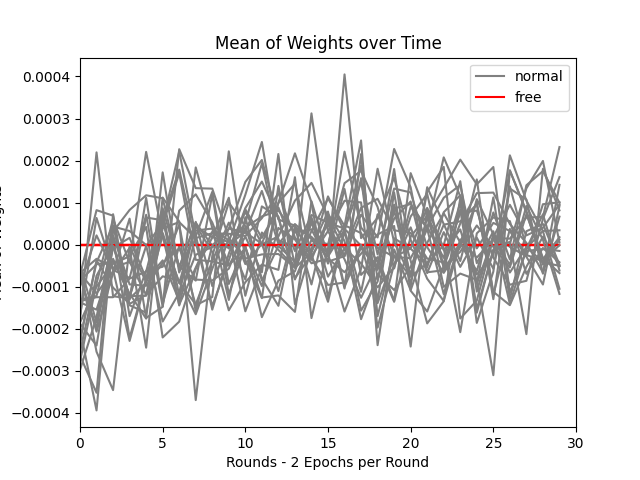 Mean of Weights over Time
normal
free
0.0004
0.0003
0.0002
0.0001
0.0000
−0.0001
−0.0002
−0.0003
−0.0004
0 5 10 15 20 25 30
Rounds - 2 Epochs per Round